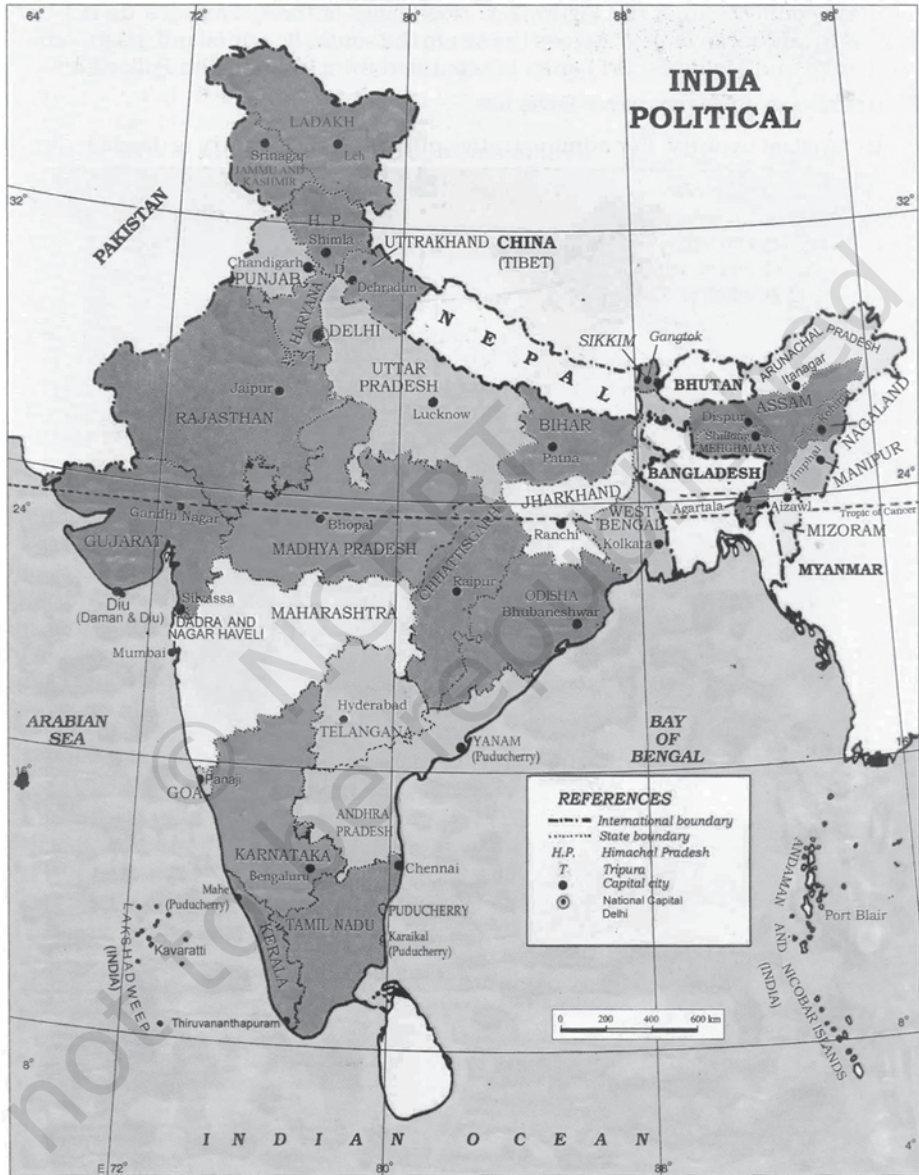 64°
72°
80°
88°
96°
INDIA
POLITICAL
LADAKH
Srinagar
Leh
JAMMU AND
KASHMIR
32°
32°
PAKISTAN
H. P.
Shimla
UTTRAKHAND
CHINA
(TIBET)
Chandigarh
PUNJAB
D
Dehradun
HARYANA
DELHI
NEPAL
SIKKIM
Gangtok
BHUTAN
ARUNACHAL PRADESH
Itanagar
UTTAR
PRADESH
Jaipur
RAJASTHAN
Lucknow
BIHAR
Patna
Dispur
ASSAM
Shillong
MEHGHALAYA
Kohima
NAGALAND
Imphal
MANIPUR
BANGLADESH
24°
24°
Gandhi Nagar
GUJARAT
Bhopal
MADHYA PRADESH
CHHATTISGARH
JHARKHAND
Ranchi
WEST
BENGAL
Kolkata
Agartala
T
Aizawl
Tropic of Cancer
MIZORAM
MYANMAR
Raipur
ODISHA
Bhubaneshwar
Diu
(Daman & Diu)
Silvassa
DADRA AND
NAGAR HAVELI
MAHARASHTRA
Mumbai
Hyderabad
TELANGANA
ARABIAN
SEA
BAY
OF
BENGAL
YANAM
(Puducherry)
16°
16°
Panaji
GOA
ANDHRA
PRADESH
KARNATAKA
Bengaluru
Chennai
Mahe
(Puducherry)
PUDUCHERRY
TAMIL NADU
Karaikal
(Puducherry)
KERALA
LAKSHADWEEP
(INDIA)
Kavaratti
Thiruvananthapuram
REFERENCES
International boundary
State boundary
H.P. Himachal Pradesh
T Tripura
Capital city
National Capital
Delhi
ANDAMAN AND NICOBAR ISLANDS
(INDIA)
Port Blair
0 200 400 600 km
8°
8°
INDIAN OCEAN
E.72
80
88
4°
© NCERT
not to be republished